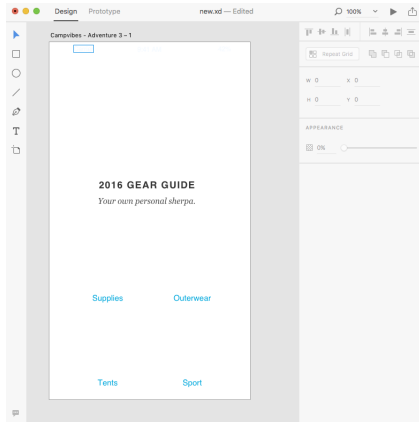 Design Prototype new.xd — Edited 100%
Campvibes - Adventure 3 – 1
Repeat Grid
W 0 X 0
H 0 Y 0
APPEARANCE
0%
2016 GEAR GUIDE
Your own personal sherpa.
Supplies Outerwear
Tents Sport
T